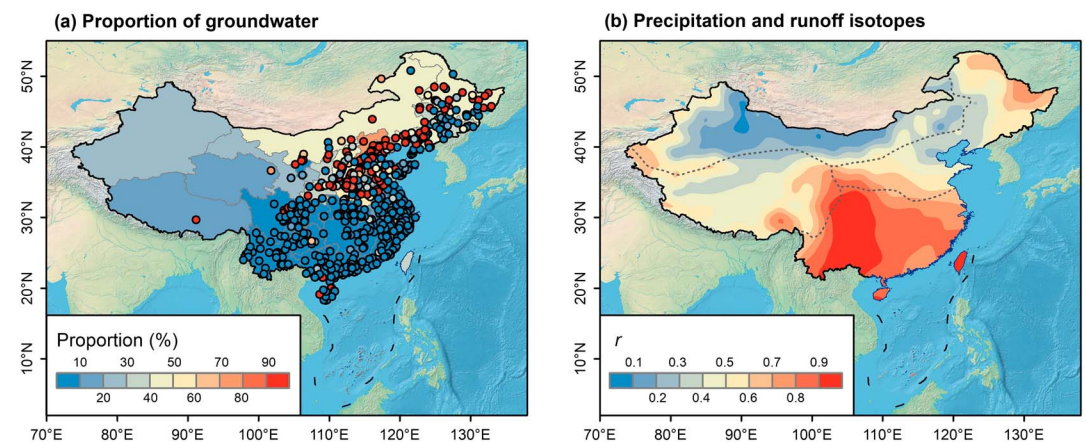 (a) Proportion of groundwater
(b) Precipitation and runoff isotopes
50°N
40°N
30°N
20°N
10°N
Proportion (%)
10 30 50 70 90
20 40 60 80
70°E 80°E 90°E 100°E 110°E 120°E 130°E
50°N
40°N
30°N
20°N
10°N
r
0.1 0.3 0.5 0.7 0.9
0.2 0.4 0.6 0.8
70°E 80°E 90°E 100°E 110°E 120°E 130°E